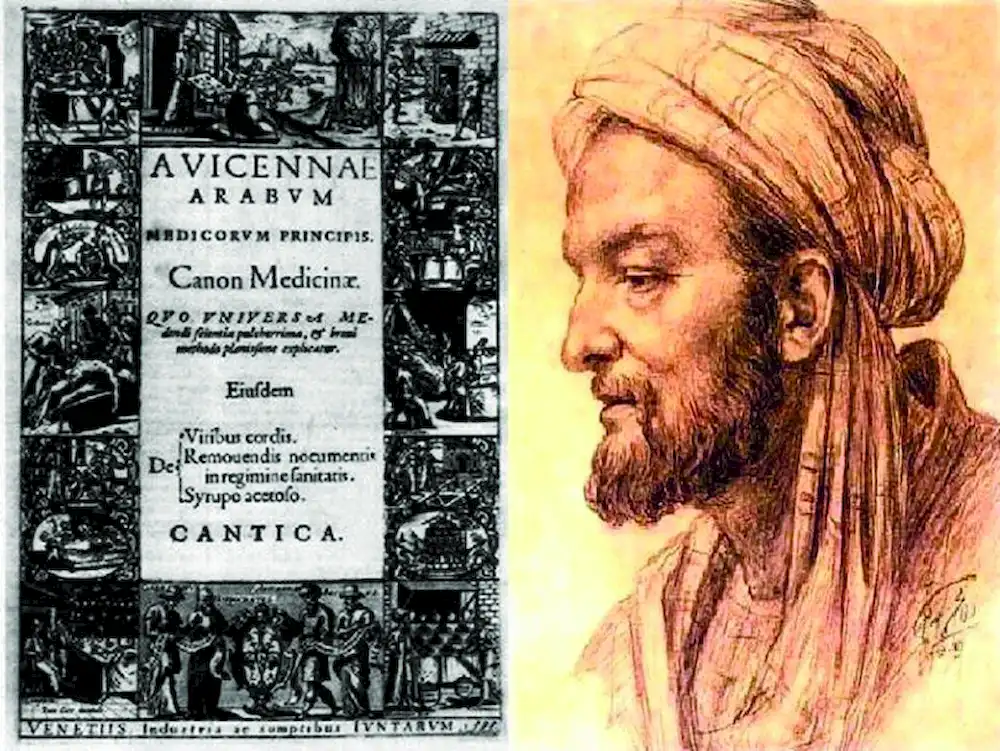 AVICENNAE
ARABVM
MEDICORVM PRINCIPIS.
Canon Medicinæ.
QVO VNIVERSA ME-
dendi scientia pulcherrima, & breui
methodo planissime explicatur.
Eiusdem
Viribus cordis.
De Remouendis nocumentis
in regimine sanitatis.
Syrupo acetoso.
CANTICA.
VENETIIS Industria ac sumptibus IVNTARVM